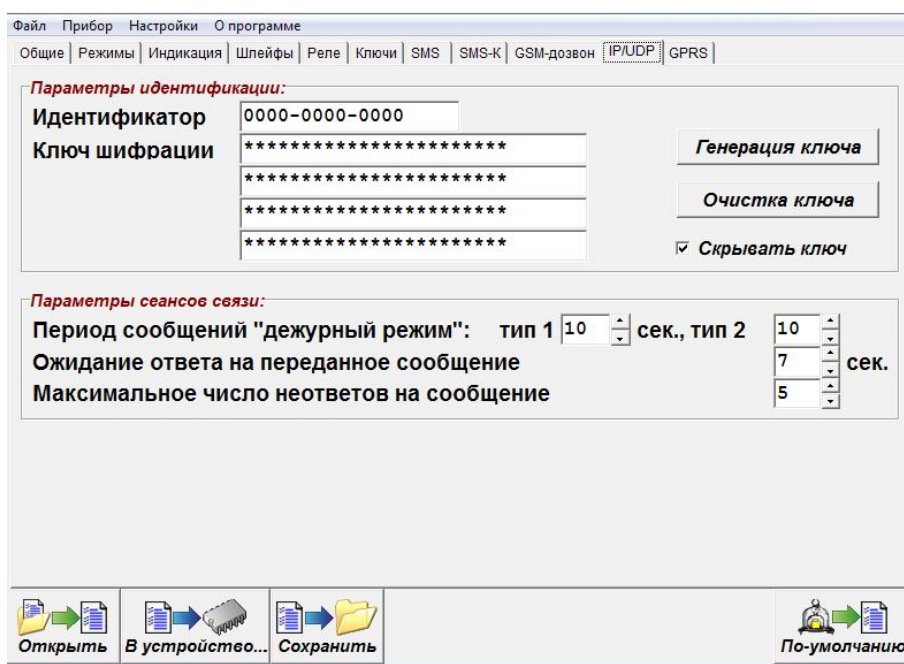 Файл Прибор Настройки О программе
Общие Режимы Индикация Шлейфы Реле Ключи SMS SMS-K GSM-дозвон IP/UDP GPRS
Параметры идентификации:
Идентификатор 0000-0000-0000
Ключ шифрации *********************** Генерация ключа
***********************
*********************** Очистка ключа
*********************** Скрывать ключ
Параметры сеансов связи:
Период сообщений "дежурный режим": тип 1 10 сек., тип 2 10
Ожидание ответа на переданное сообщение 7 сек.
Максимальное число неответов на сообщение 5
Открыть В устройство... Сохранить По-умолчанию